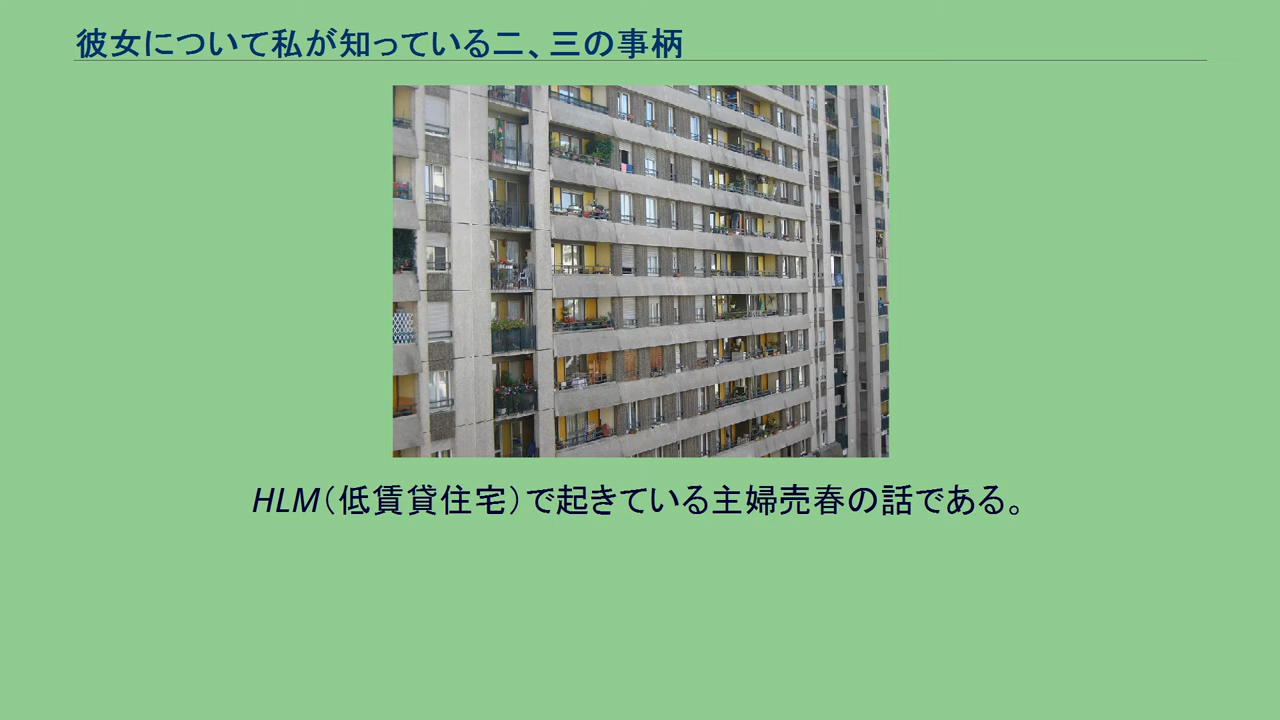 彼女について私が知っている二、三の事柄
HLM(低賃貸住宅)で起きている主婦売春の話である。